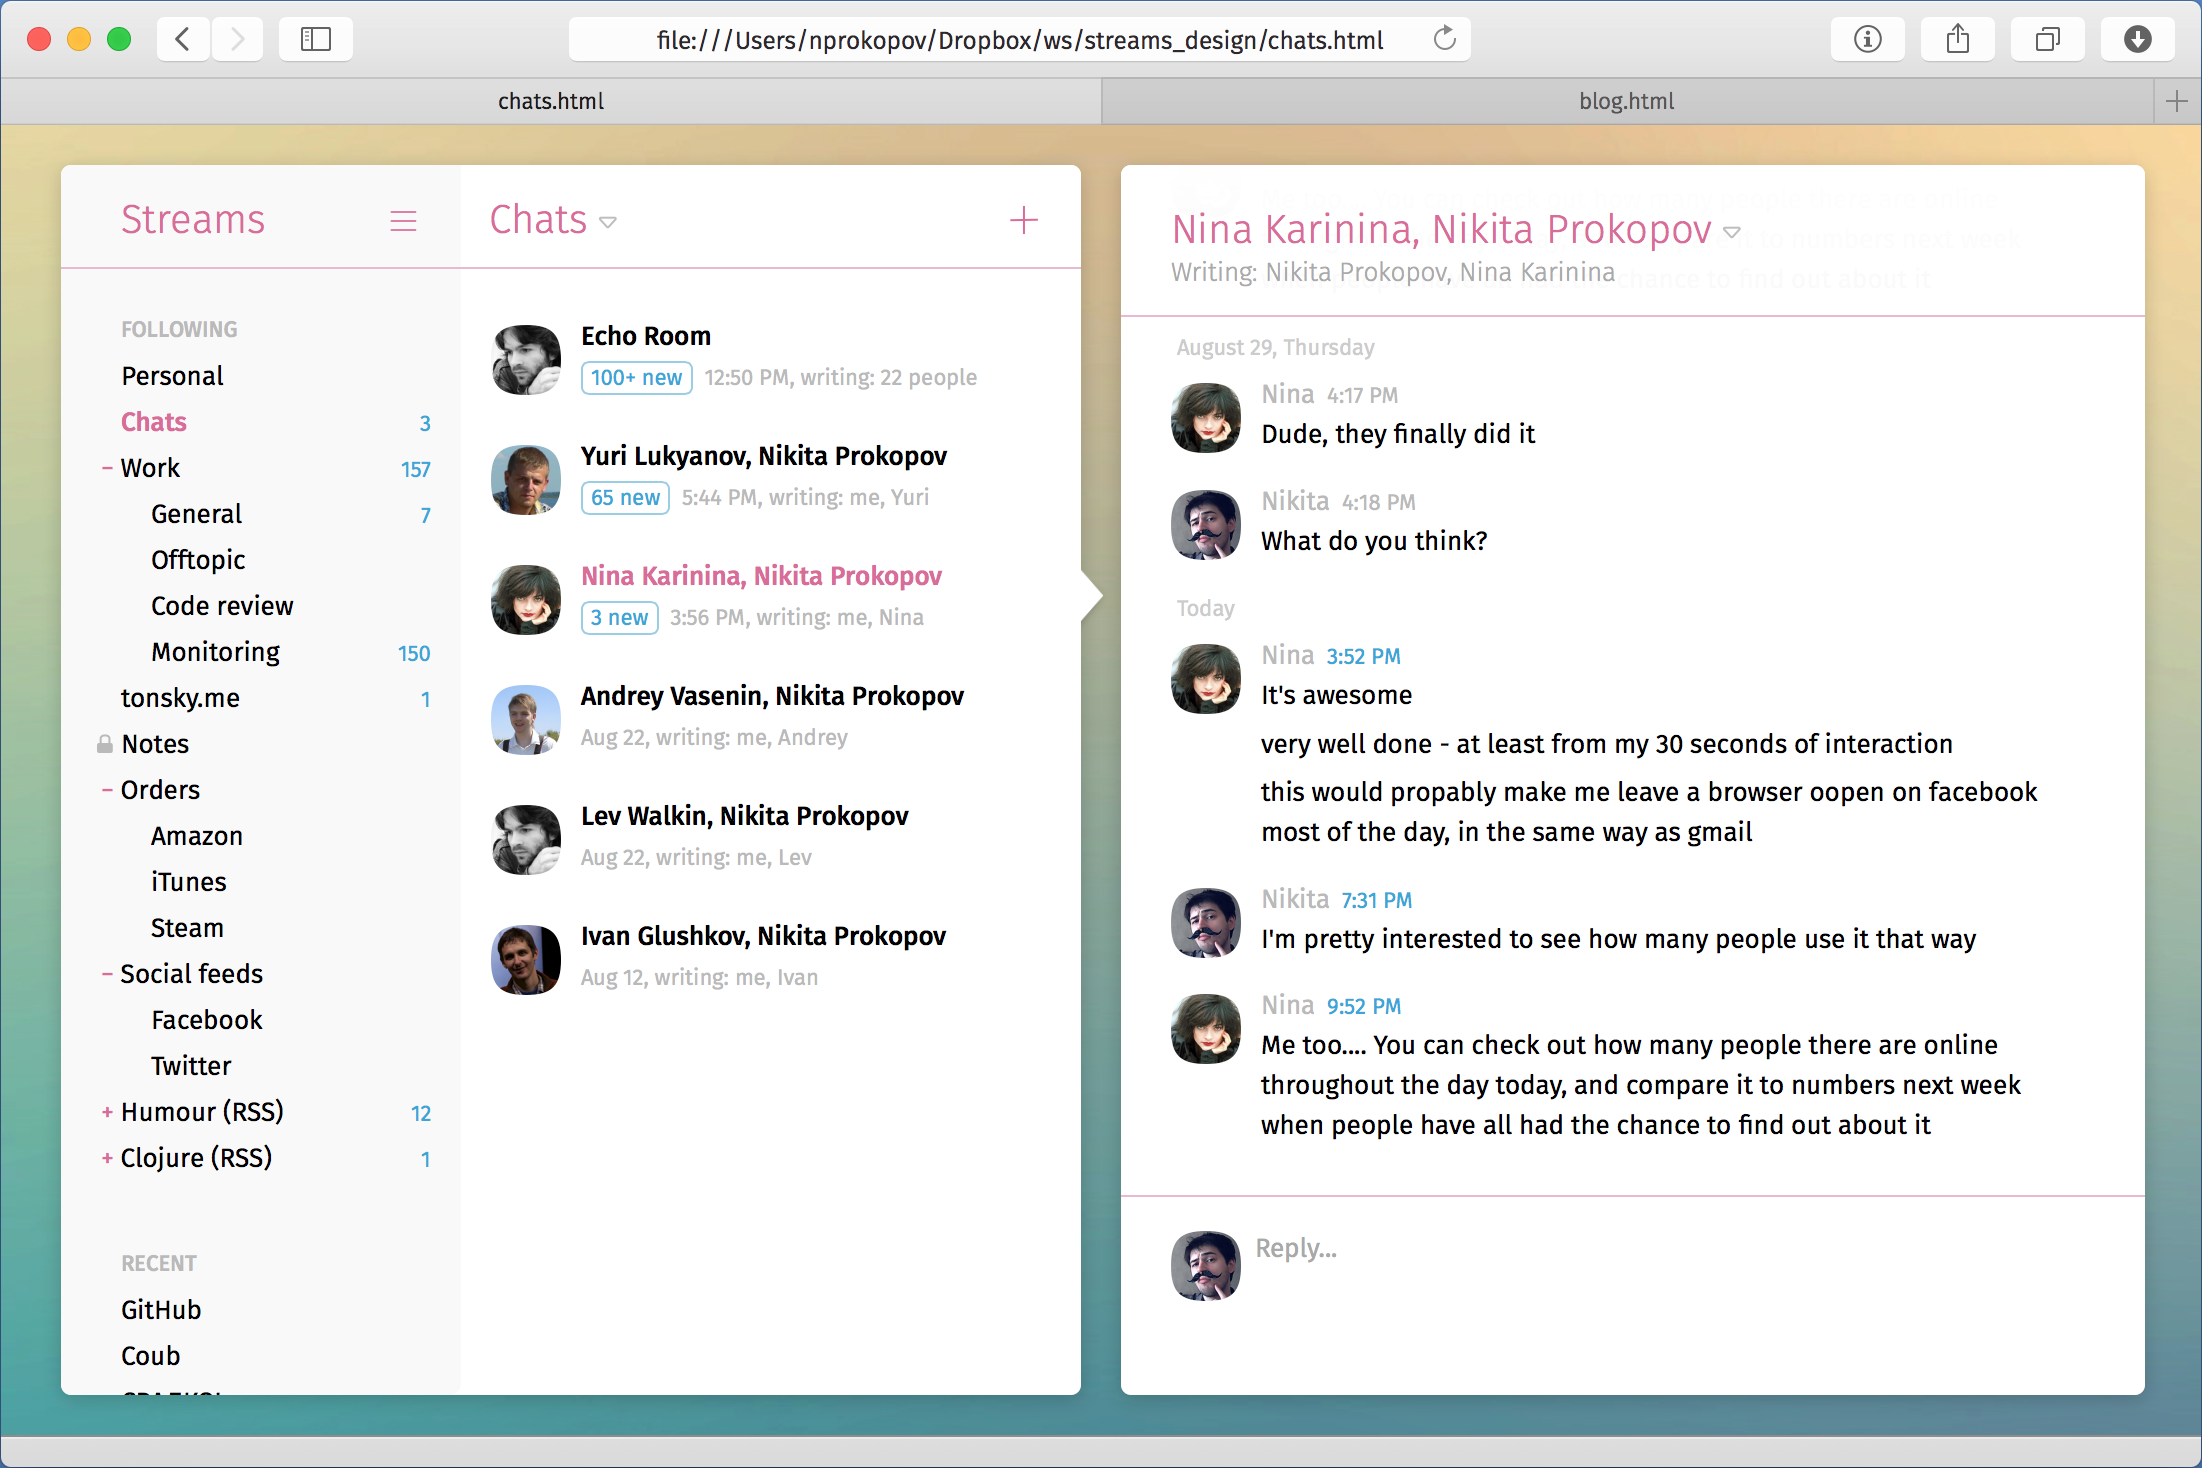 file:///Users/nprokopov/Dropbox/ws/streams_design/chats.html
chats.html
blog.html
Streams
FOLLOWING
Personal
Chats 3
– Work 157
General 7
Offtopic
Code review
Monitoring 150
tonsky.me 1
Notes
– Orders
Amazon
iTunes
Steam
– Social feeds
Facebook
Twitter
+ Humour (RSS) 12
+ Clojure (RSS) 1
RECENT
GitHub
Coub
Chats
Echo Room
100+ new 12:50 PM, writing: 22 people
Yuri Lukyanov, Nikita Prokopov
65 new 5:44 PM, writing: me, Yuri
Nina Karinina, Nikita Prokopov
3 new 3:56 PM, writing: me, Nina
Andrey Vasenin, Nikita Prokopov
Aug 22, writing: me, Andrey
Lev Walkin, Nikita Prokopov
Aug 22, writing: me, Lev
Ivan Glushkov, Nikita Prokopov
Aug 12, writing: me, Ivan
Nina Karinina, Nikita Prokopov
Writing: Nikita Prokopov, Nina Karinina
August 29, Thursday
Nina 4:17 PM
Dude, they finally did it
Nikita 4:18 PM
What do you think?
Today
Nina 3:52 PM
It's awesome
very well done - at least from my 30 seconds of interaction
this would propably make me leave a browser oopen on facebook
most of the day, in the same way as gmail
Nikita 7:31 PM
I'm pretty interested to see how many people use it that way
Nina 9:52 PM
Me too.... You can check out how many people there are online
throughout the day today, and compare it to numbers next week
when people have all had the chance to find out about it
Reply...